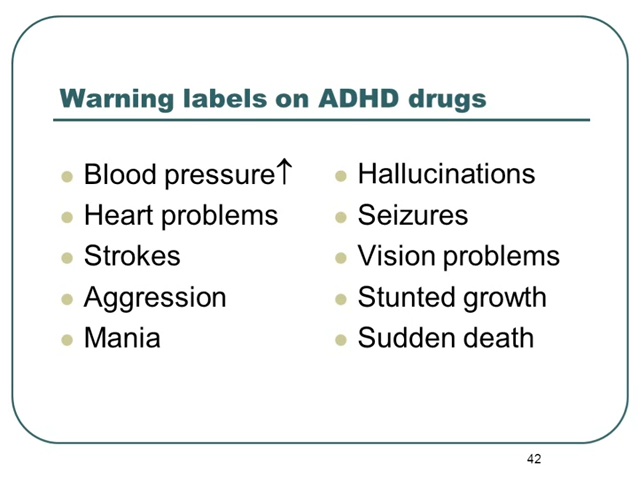 Warning labels on ADHD drugs
Blood pressure↑
Heart problems
Strokes
Aggression
Mania
Hallucinations
Seizures
Vision problems
Stunted growth
Sudden death
42